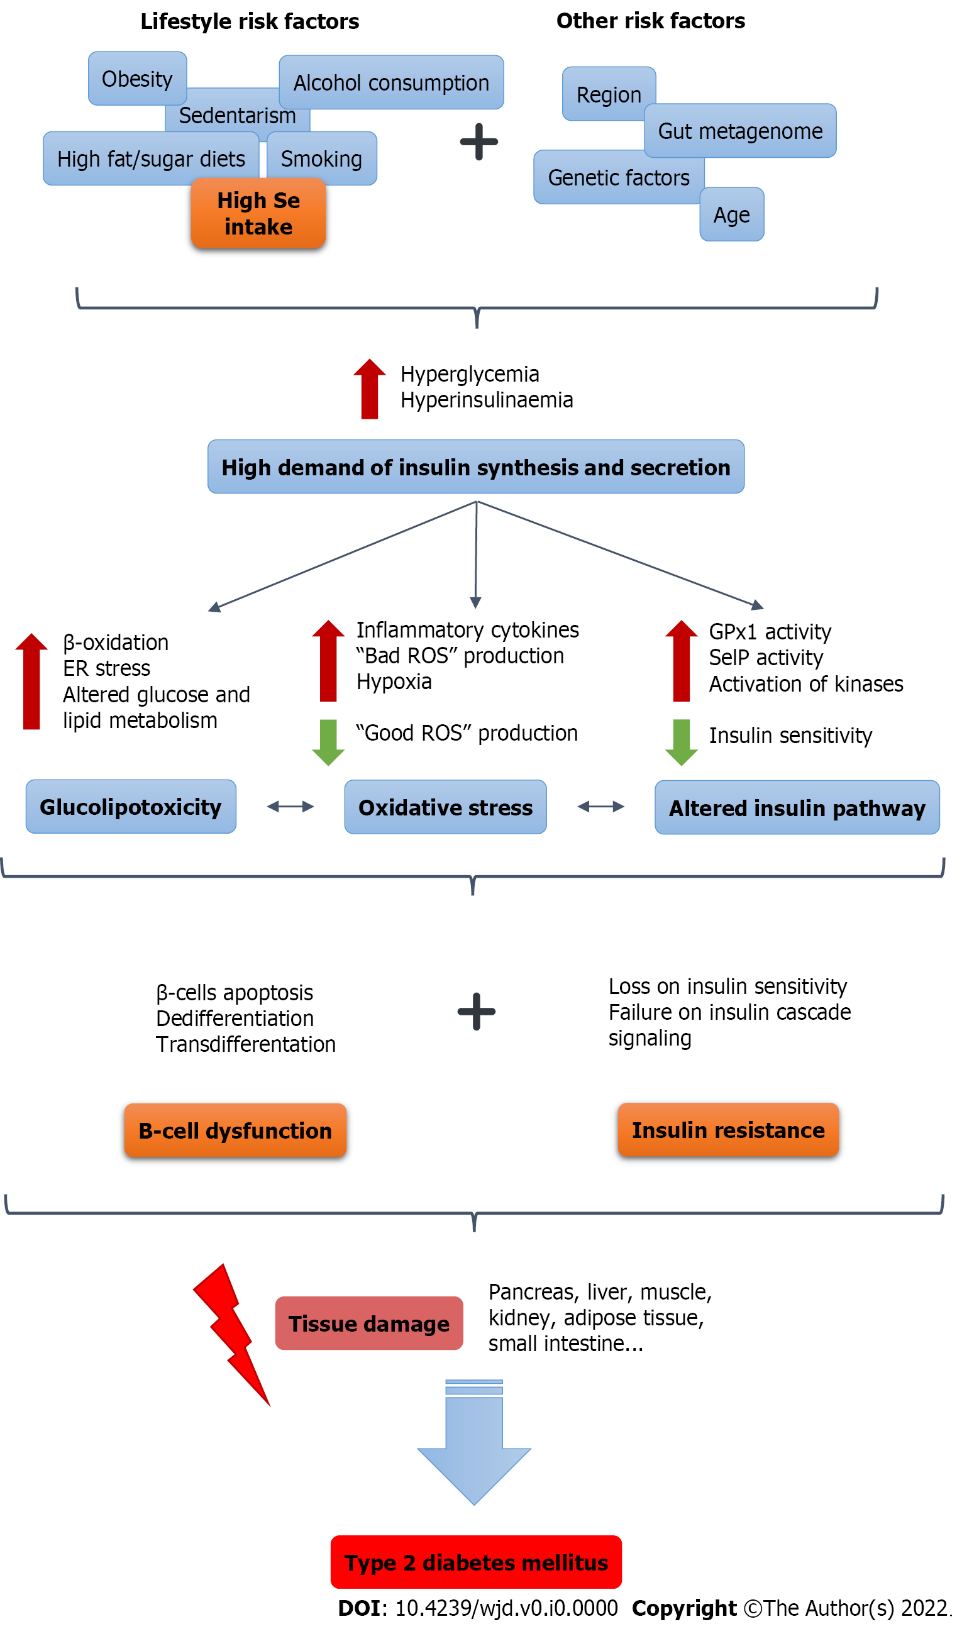 Lifestyle risk factors
Other risk factors
Obesity
Alcohol consumption
Sedentarism
High fat/sugar diets
Smoking
High Se
intake
Region
Gut metagenome
Genetic factors
Age
Hyperglycemia
Hyperinsulinaemia
High demand of insulin synthesis and secretion
β-oxidation
ER stress
Altered glucose and
lipid metabolism
Inflammatory cytokines
“Bad ROS” production
Hypoxia
“Good ROS” production
GPx1 activity
SelP activity
Activation of kinases
Insulin sensitivity
Glucolipotoxicity
Oxidative stress
Altered insulin pathway
β-cells apoptosis
Dedifferentiation
Transdifferentation
Loss on insulin sensitivity
Failure on insulin cascade
signaling
B-cell dysfunction
Insulin resistance
Tissue damage
Pancreas, liver, muscle,
kidney, adipose tissue,
small intestine...
Type 2 diabetes mellitus
DOI: 10.4239/wjd.v0.i0.0000 Copyright ©The Author(s) 2022.